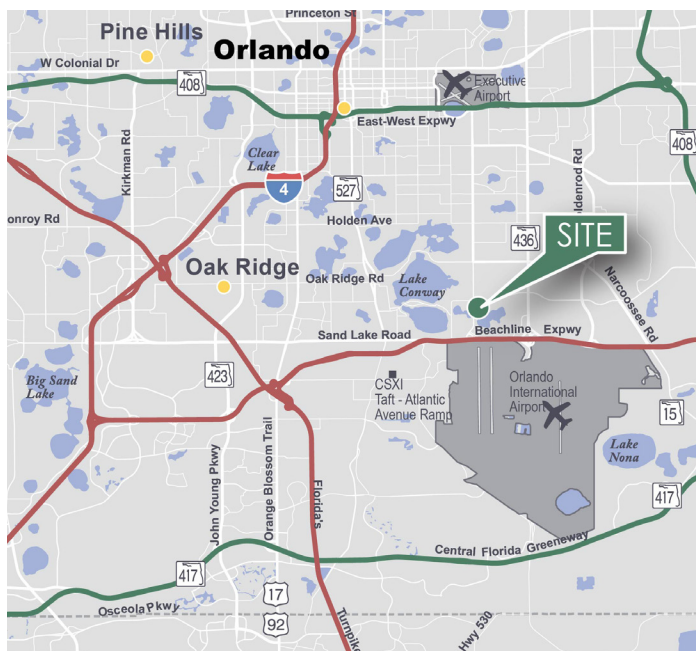 Princeton S
Pine Hills
Orlando
W Colonial Dr
408
Executive
Airport
East-West Expwy
408
Kirkman Rd
Clear
Lake
4
527
Holden Ave
oldenrod Rd
onroy Rd
436
SITE
Oak Ridge
Oak Ridge Rd
Lake
Conway
Narcoossee Rd
Sand Lake Road
Beachline Expwy
423
CSXI
Taft - Atlantic
Avenue Ramp
Orlando
International
Airport
Big Sand
Lake
15
Lake
Nona
John Young Pkwy
Orange Blossom Trail
Florida's
417
Central Florida Greeneway
417
Osceola Pkwy
17
92
Turnpike
Hwy 530